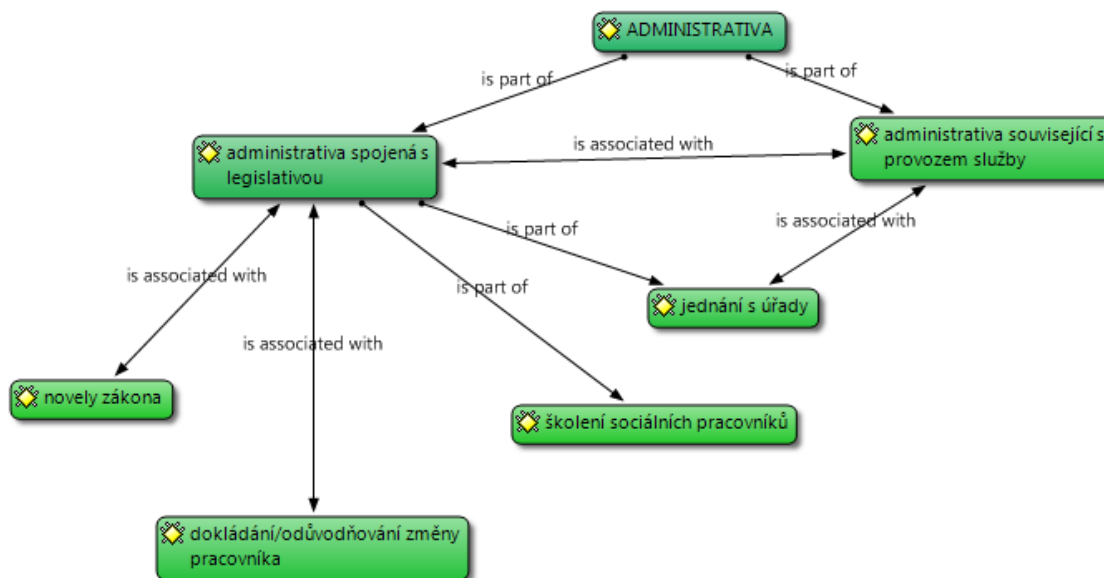 ADMINISTRATIVA
is part of
is part of
administrativa spojená s
legislativou
is associated with
administrativa související s
provozem služby
is part of
is associated with
is associated with
is part of
jednání s úřady
is associated with
novely zákona
školení sociálních pracovníků
dokládání/odůvodňování změny
pracovníka